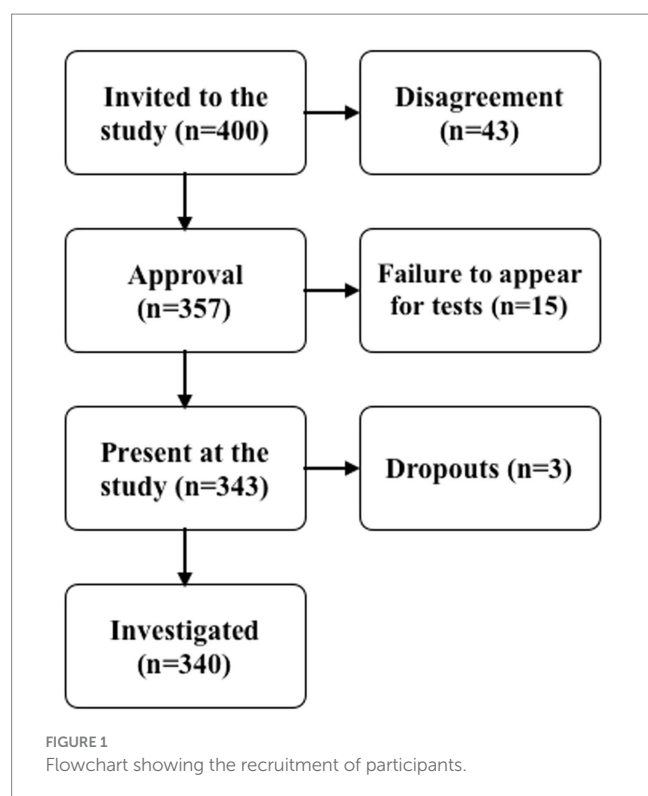 Invited to the
study (n=400)
Disagreement
(n=43)
Approval
(n=357)
Failure to appear
for tests (n=15)
Present at the
study (n=343)
Dropouts (n=3)
Investigated
(n=340)
FIGURE 1
Flowchart showing the recruitment of participants.